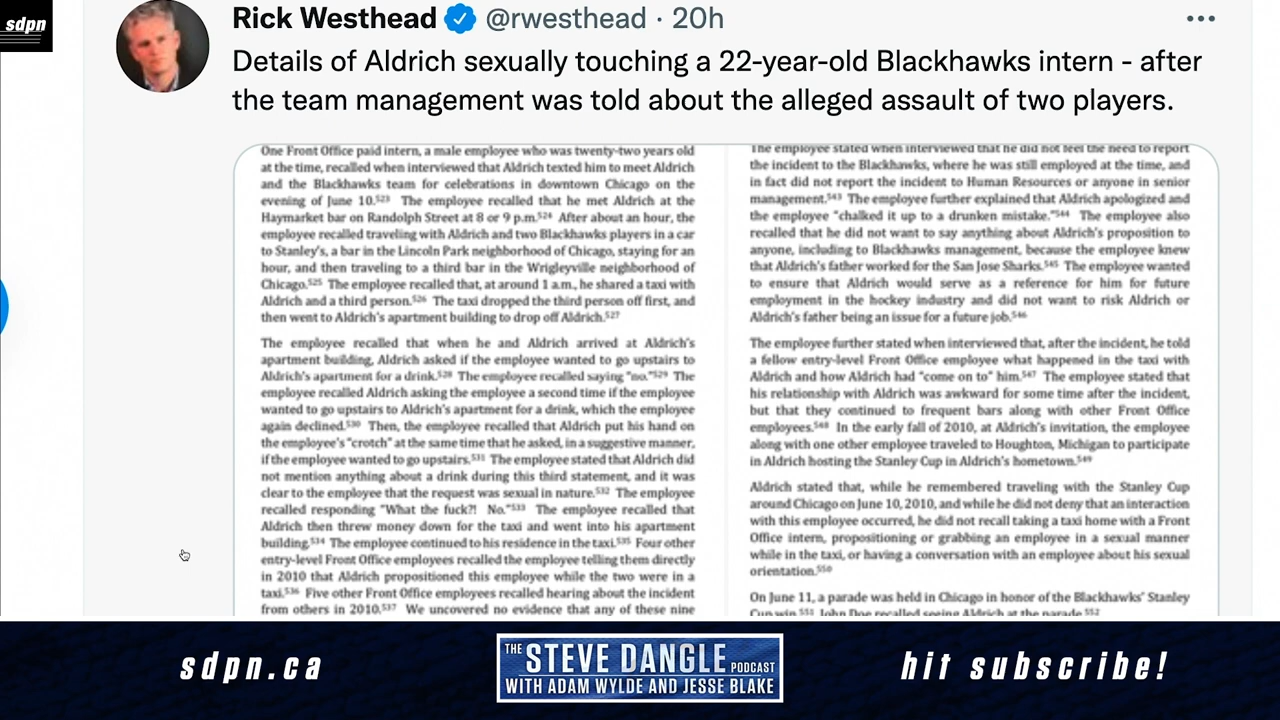 sdpn
Rick Westhead @rwesthead · 20h
Details of Aldrich sexually touching a 22-year-old Blackhawks intern - after
the team management was told about the alleged assault of two players.
One Front Office paid intern, a male employee who was twenty-two years old
at the time, recalled when interviewed that Aldrich texted him to meet Aldrich
and the Blackhawks team for celebrations in downtown Chicago on the
evening of June 10.⁵²³ The employee recalled that he met Aldrich at the
Haymarket bar on Randolph Street at 8 or 9 p.m.⁵²⁴ After about an hour, the
employee recalled traveling with Aldrich and two Blackhawks players in a car
to Stanley's, a bar in the Lincoln Park neighborhood of Chicago, staying for an
hour, and then traveling to a third bar in the Wrigleyville neighborhood of
Chicago.⁵²⁵ The employee recalled that, at around 1 a.m., he shared a taxi with
Aldrich and a third person.⁵²⁶ The taxi dropped the third person off first, and
then went to Aldrich's apartment building to drop off Aldrich.⁵²⁷
The employee recalled that when he and Aldrich arrived at Aldrich's
apartment building, Aldrich asked if the employee wanted to go upstairs to
Aldrich's apartment for a drink.⁵²⁸ The employee recalled saying "no."⁵²⁹ The
employee recalled Aldrich asking the employee a second time if the employee
wanted to go upstairs to Aldrich's apartment for a drink, which the employee
again declined.⁵³⁰ Then, the employee recalled that Aldrich put his hand on
the employee's "crotch" at the same time that he asked, in a suggestive manner,
if the employee wanted to go upstairs.⁵³¹ The employee stated that Aldrich did
not mention anything about a drink during this third statement, and it was
clear to the employee that the request was sexual in nature.⁵³² The employee
recalled responding "What the fuck?! No."⁵³³ The employee recalled that
Aldrich then threw money down for the taxi and went into his apartment
building.⁵³⁴ The employee continued to his residence in the taxi.⁵³⁵ Four other
entry-level Front Office employees recalled the employee telling them directly
in 2010 that Aldrich propositioned this employee while the two were in a
taxi.⁵³⁶ Five other Front Office employees recalled hearing about the incident
from others in 2010.⁵³⁷ We uncovered no evidence that any of these nine
The employee stated when interviewed that he did not feel the need to report
the incident to the Blackhawks, where he was still employed at the time, and
in fact did not report the incident to Human Resources or anyone in senior
management.⁵⁴³ The employee further explained that Aldrich apologized and
the employee "chalked it up to a drunken mistake."⁵⁴⁴ The employee also
recalled that he did not want to say anything about Aldrich's proposition to
anyone, including to Blackhawks management, because the employee knew
that Aldrich's father worked for the San Jose Sharks.⁵⁴⁵ The employee wanted
to ensure that Aldrich would serve as a reference for him for future
employment in the hockey industry and did not want to risk Aldrich or
Aldrich's father being an issue for a future job.⁵⁴⁶
The employee further stated when interviewed that, after the incident, he told
a fellow entry-level Front Office employee what happened in the taxi with
Aldrich and how Aldrich had "come on to" him.⁵⁴⁷ The employee stated that
his relationship with Aldrich was awkward for some time after the incident,
but that they continued to frequent bars along with other Front Office
employees.⁵⁴⁸ In the early fall of 2010, at Aldrich's invitation, the employee
along with one other employee traveled to Houghton, Michigan to participate
in Aldrich hosting the Stanley Cup in Aldrich's hometown.⁵⁴⁹
Aldrich stated that, while he remembered traveling with the Stanley Cup
around Chicago on June 10, 2010, and while he did not deny that an interaction
with this employee occurred, he did not recall taking a taxi home with a Front
Office intern, propositioning or grabbing an employee in a sexual manner
while in the taxi, or having a conversation with an employee about his sexual
orientation.⁵⁵⁰
On June 11, a parade was held in Chicago in honor of the Blackhawks' Stanley
Cup win.⁵⁵¹ John Doe recalled seeing Aldrich at the parade.⁵⁵²
sdpn.ca
THE STEVE DANGLE PODCAST
WITH ADAM WYLDE AND JESSE BLAKE
hit subscribe!